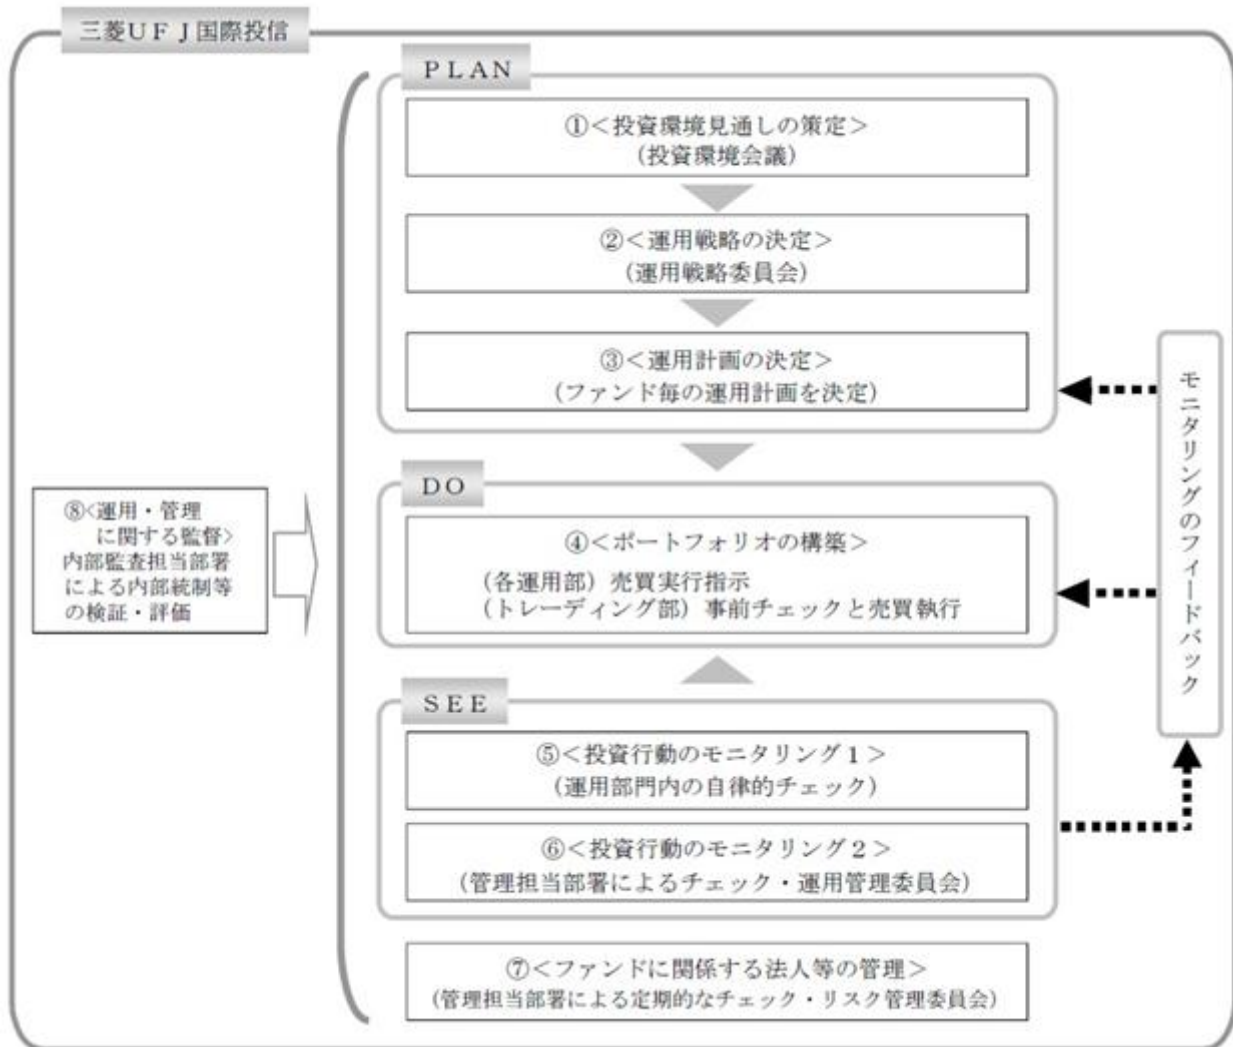 三菱ＵＦＪ国際投信
ＰＬＡＮ
①＜投資環境見通しの策定＞
（投資環境会議）
②＜運用戦略の決定＞
（運用戦略委員会）
③＜運用計画の決定＞
（ファンド毎の運用計画を決定）
ＤＯ
④＜ポートフォリオの構築＞
（各運用部）売買実行指示
（トレーディング部）事前チェックと売買執行
ＳＥＥ
⑤＜投資行動のモニタリング１＞
（運用部門内の自律的チェック）
⑥＜投資行動のモニタリング２＞
（管理担当部署によるチェック・運用管理委員会）
⑦＜ファンドに関係する法人等の管理＞
（管理担当部署による定期的なチェック・リスク管理委員会）
⑧＜運用・管理
に関する監督＞
内部監査担当部署
による内部統制等
の検証・評価
モニタリングのフィードバック